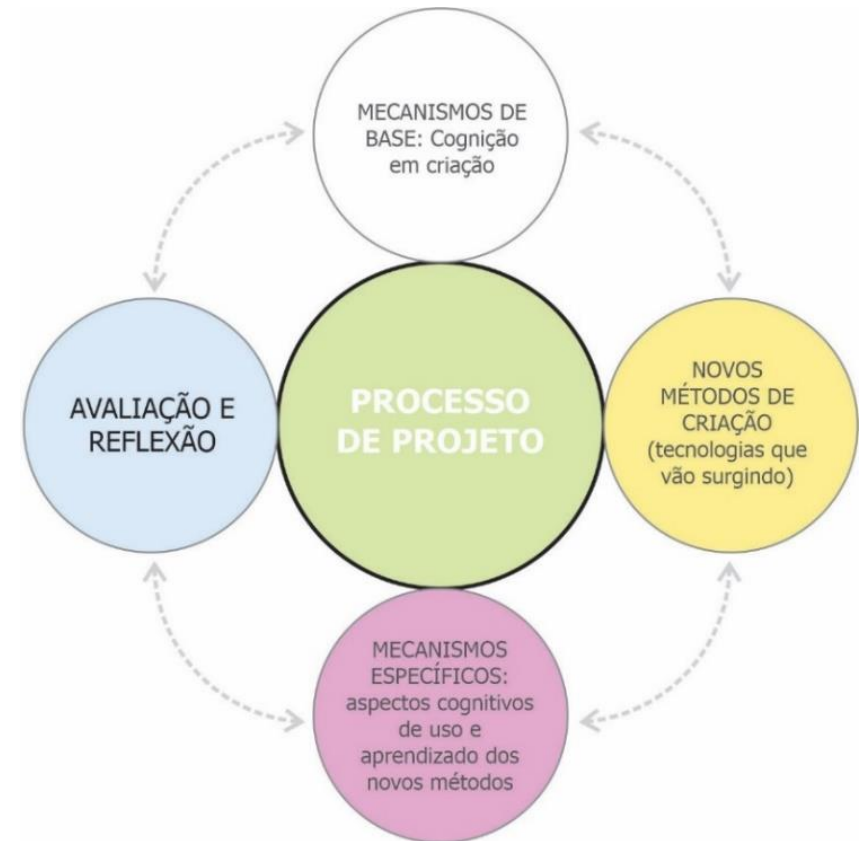 MECANISMOS DE
BASE: Cognição
em criação
AVALIAÇÃO E
REFLEXÃO
PROCESSO
DE PROJETO
NOVOS
MÉTODOS DE
CRIAÇÃO
(tecnologias que
vão surgindo)
MECANISMOS
ESPECÍFICOS:
aspectos cognitivos
de uso e
aprendizado dos
novos métodos